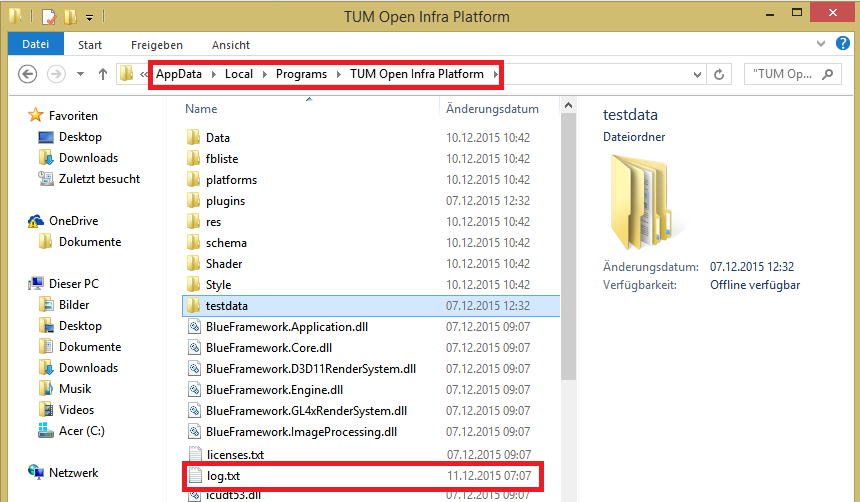 TUM Open Infra Platform
Datei Start Freigeben Ansicht
« AppData Local Programs TUM Open Infra Platform "TUM Op...
Name Änderungsdatum
Favoriten
Desktop
Downloads
Zuletzt besucht
OneDrive
Dokumente
Dieser PC
Bilder
Desktop
Dokumente
Downloads
Musik
Videos
Acer (C:)
Netzwerk
Data 10.12.2015 10:42
fbliste 10.12.2015 10:42
platforms 10.12.2015 10:42
plugins 07.12.2015 12:32
res 10.12.2015 10:42
schema 10.12.2015 10:42
Shader 10.12.2015 10:42
Style 10.12.2015 10:42
testdata 07.12.2015 12:32
BlueFramework.Application.dll 07.12.2015 09:07
BlueFramework.Core.dll 07.12.2015 09:07
BlueFramework.D3D11RenderSystem.dll 07.12.2015 09:07
BlueFramework.Engine.dll 07.12.2015 09:07
BlueFramework.GL4xRenderSystem.dll 07.12.2015 09:07
BlueFramework.ImageProcessing.dll 07.12.2015 09:07
licenses.txt 07.12.2015 09:07
log.txt 11.12.2015 07:07
icudt53.dll 07.12.2015 09:07
testdata
Dateiordner
Änderungsdatum: 07.12.2015 12:32
Verfügbarkeit: Offline verfügbar